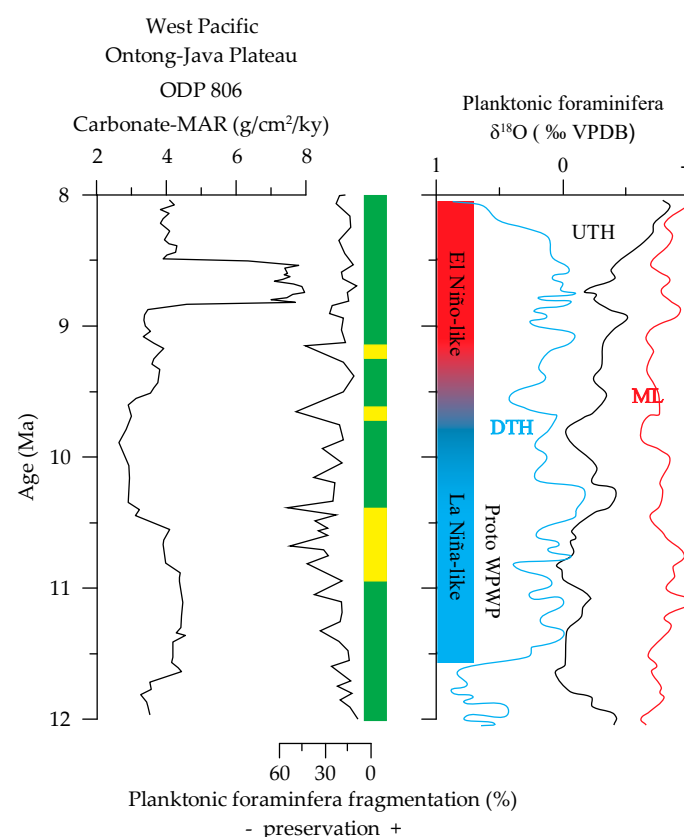 West Pacific
Ontong-Java Plateau
ODP 806
Carbonate-MAR (g/cm²/ky)
2 4 6 8
Planktonic foraminifera
δ¹⁸O ( ‰ VPDB)
1 0
Age (Ma)
8
9
10
11
12
El Niño-like
La Niña-like
Proto WPWP
UTH
ML
DTH
60 30 0
Planktonic foraminfera fragmentation (%)
- preservation +